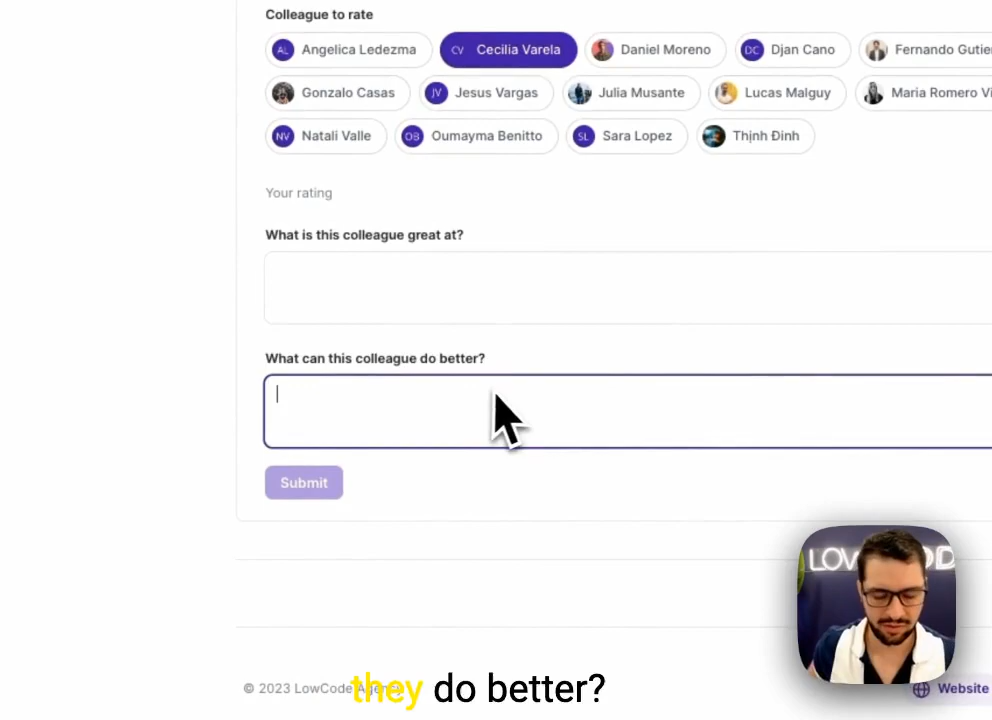 Colleague to rate
AL Angelica Ledezma CV Cecilia Varela Daniel Moreno DC Djan Cano Fernando Gutie
Gonzalo Casas JV Jesus Vargas Julia Musante Lucas Malguy Maria Romero Vi
NV Natali Valle OB Oumayma Benitto SL Sara Lopez Thịnh Đinh
Your rating
What is this colleague great at?
What can this colleague do better?
Submit
LOW
© 2023 LowCode
they do better?
Website